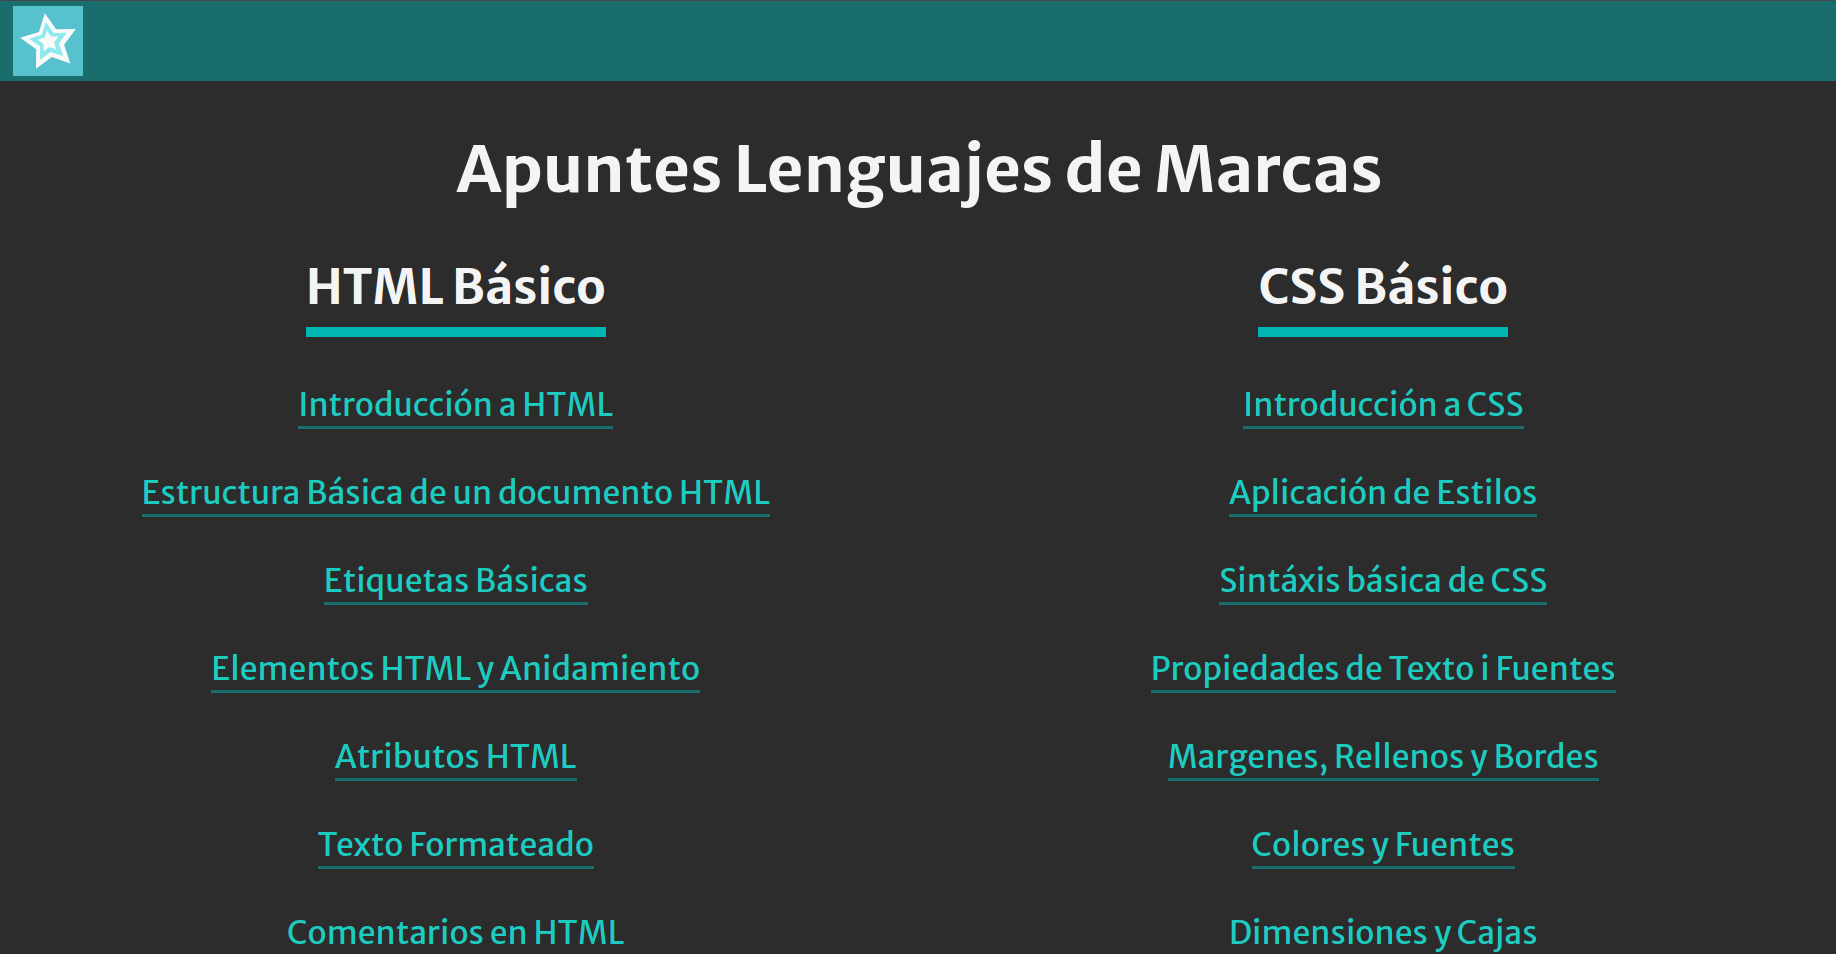 Apuntes Lenguajes de Marcas
HTML Básico
Introducción a HTML
Estructura Básica de un documento HTML
Etiquetas Básicas
Elementos HTML y Anidamiento
Atributos HTML
Texto Formateado
Comentarios en HTML
CSS Básico
Introducción a CSS
Aplicación de Estilos
Sintáxis básica de CSS
Propiedades de Texto i Fuentes
Margenes, Rellenos y Bordes
Colores y Fuentes
Dimensiones y Cajas